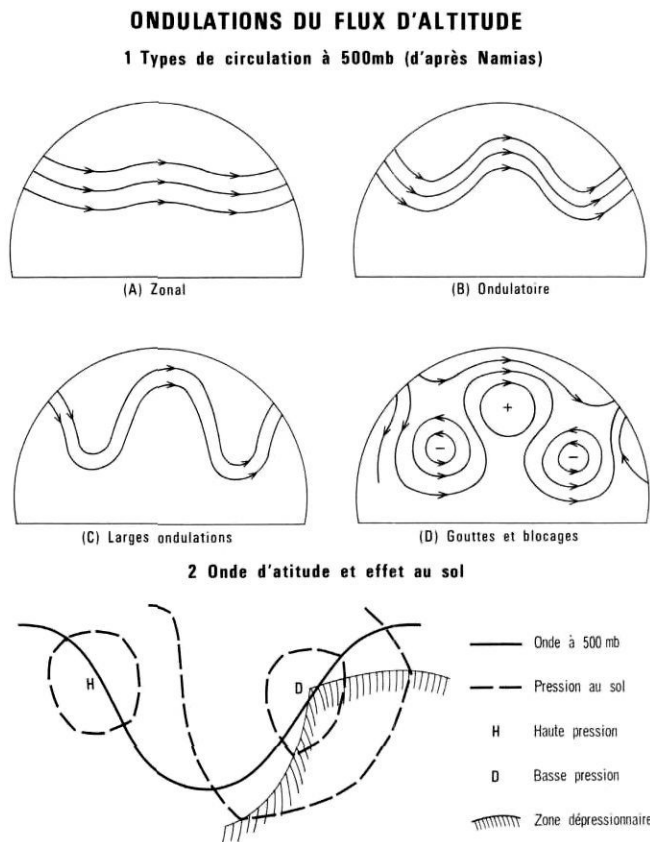 ONDULATIONS DU FLUX D'ALTITUDE
1 Types de circulation à 500mb (d'après Namias)
(A) Zonal
(B) Ondulatoire
(C) Larges ondulations
+
−
−
(D) Gouttes et blocages
2 Onde d'atitude et effet au sol
H
D
Onde à 500 mb
Pression au sol
H Haute pression
D Basse pression
Zone dépressionnaire